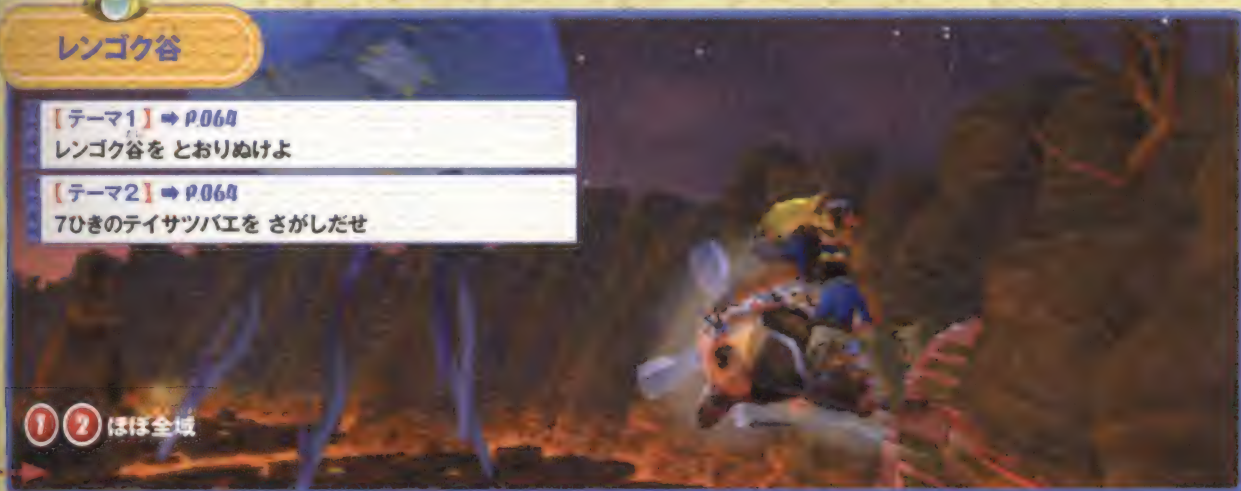 レンゴク谷
【テーマ1】➡P.064
レンゴク谷を とおりぬけよ
【テーマ2】➡P.064
7ひきのテイサツバエを さがしだせ
1 2 ほぼ全域